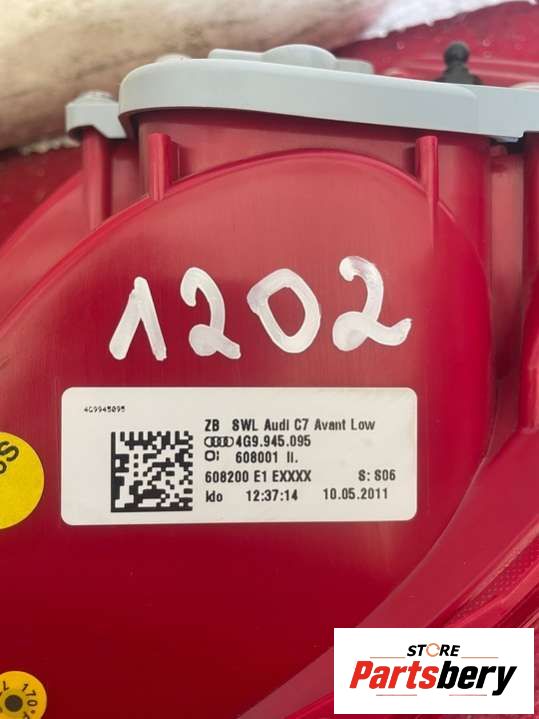 1202
4G9945095
ZB SWL Audi C7 Avant Low
4G9.945.095
608001 li.
608200 E1 EXXXX S: S06
kdo 12:37:14 10.05.2011
STORE
Partsbery